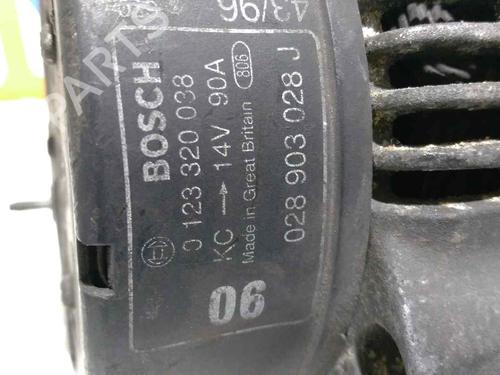 43/96
BOSCH
0 123 320 038
KC → 14V 90A 806
Made in Great Britain
028 903 028 J
06